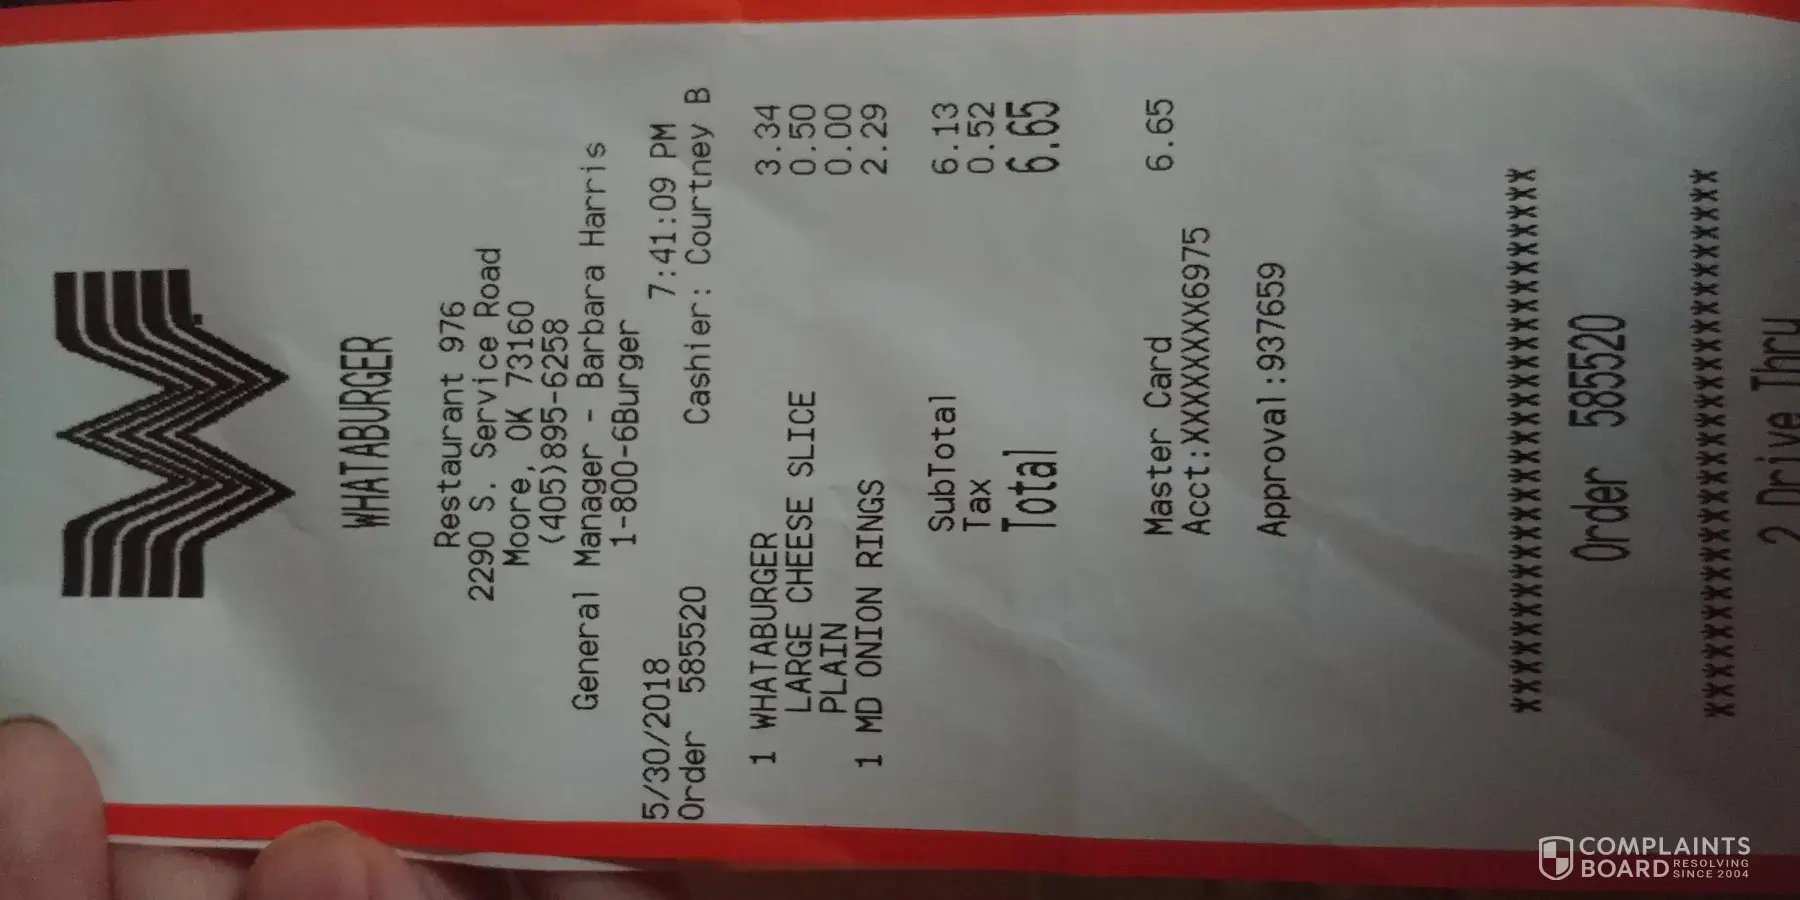 WHATABURGER
Restaurant 976
2290 S. Service Road
Moore, OK 73160
(405)895-6258
General Manager - Barbara Harris
1-800-6Burger
5/30/2018 7:41:09 PM
Order 585520 Cashier: Courtney B
1 WHATABURGER 3.34
LARGE CHEESE SLICE 0.50
PLAIN 0.00
1 MD ONION RINGS 2.29
SubTotal 6.13
Tax 0.52
Total 6.65
Master Card 6.65
Acct:XXXXXXXX6975
Approval:937659
Order 585520
2 Drive Thru
COMPLAINTS
BOARD RESOLVING
SINCE 2004